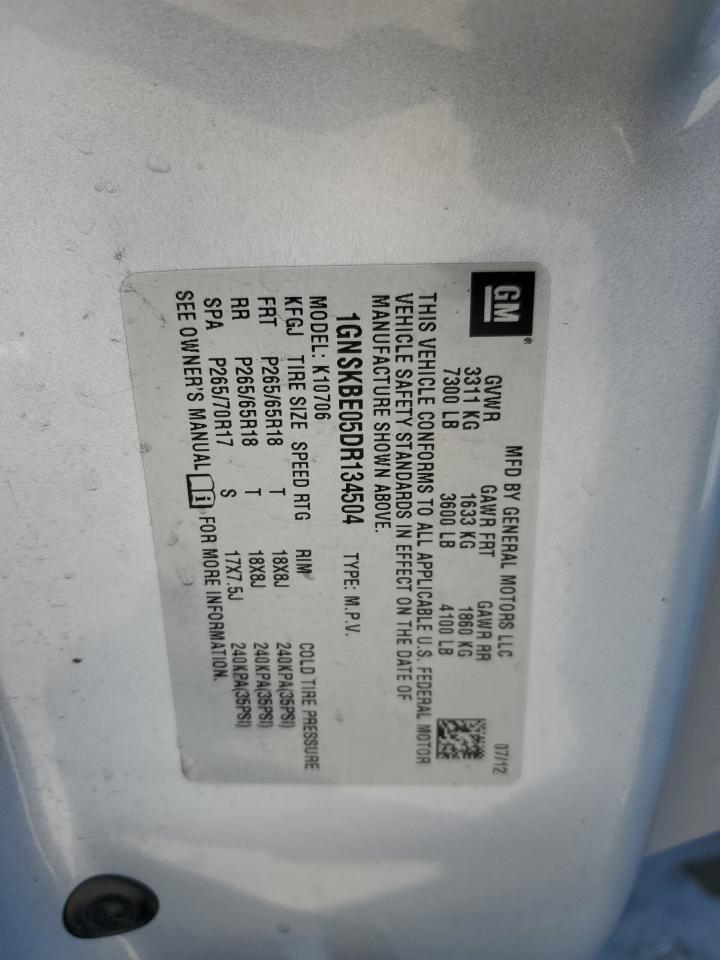 GM
MFD BY GENERAL MOTORS LLC 07/12
GVWR GAWR FRT GAWR RR
3311 KG 1633 KG 1860 KG
7300 LB 3600 LB 4100 LB
THIS VEHICLE CONFORMS TO ALL APPLICABLE U.S. FEDERAL MOTOR
VEHICLE SAFETY STANDARDS IN EFFECT ON THE DATE OF
MANUFACTURE SHOWN ABOVE.
1GNSKBE05DR134504 TYPE: M.P.V.
MODEL: K10706
KFGJ TIRE SIZE SPEED RTG RIM COLD TIRE PRESSURE
FRT P265/65R18 T 18X8J 240KPA(35PSI)
RR P265/65R18 T 18X8J 240KPA(35PSI)
SPA P265/70R17 S 17X7.5J 240KPA(35PSI)
SEE OWNER'S MANUAL i FOR MORE INFORMATION.